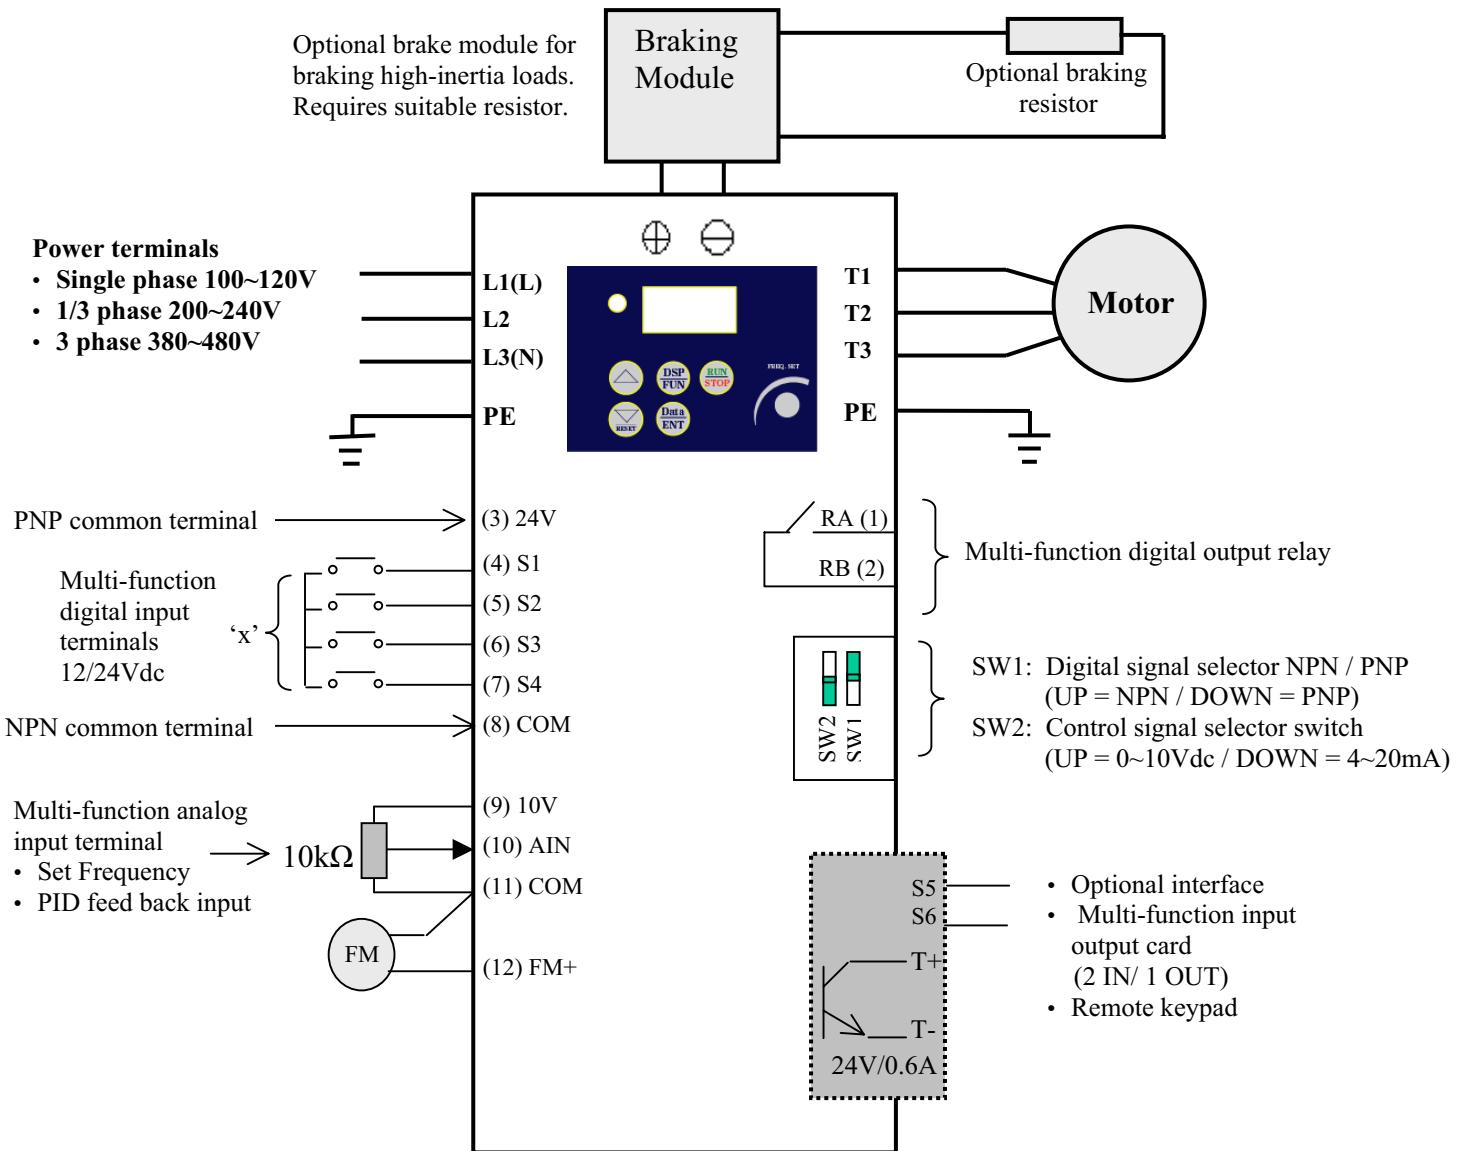 Optional brake module for
braking high-inertia loads.
Requires suitable resistor.
Braking
Module
Optional braking
resistor
Power terminals
• Single phase 100~120V
• 1/3 phase 200~240V
• 3 phase 380~480V
L1(L)
L2
L3(N)
PE
DSP
FUN
RUN
STOP
RESET
Data
ENT
FREQ. SET
T1
T2
T3
PE
Motor
PNP common terminal
(3) 24V
Multi-function
digital input
terminals
12/24Vdc
‘x’
(4) S1
(5) S2
(6) S3
(7) S4
NPN common terminal
(8) COM
RA (1)
RB (2)
Multi-function digital output relay
SW2
SW1
SW1: Digital signal selector NPN / PNP
(UP = NPN / DOWN = PNP)
SW2: Control signal selector switch
(UP = 0~10Vdc / DOWN = 4~20mA)
Multi-function analog
input terminal
• Set Frequency
• PID feed back input
10kΩ
(9) 10V
(10) AIN
(11) COM
FM
(12) FM+
S5
S6
T+
T-
24V/0.6A
• Optional interface
• Multi-function input
output card
(2 IN/ 1 OUT)
• Remote keypad